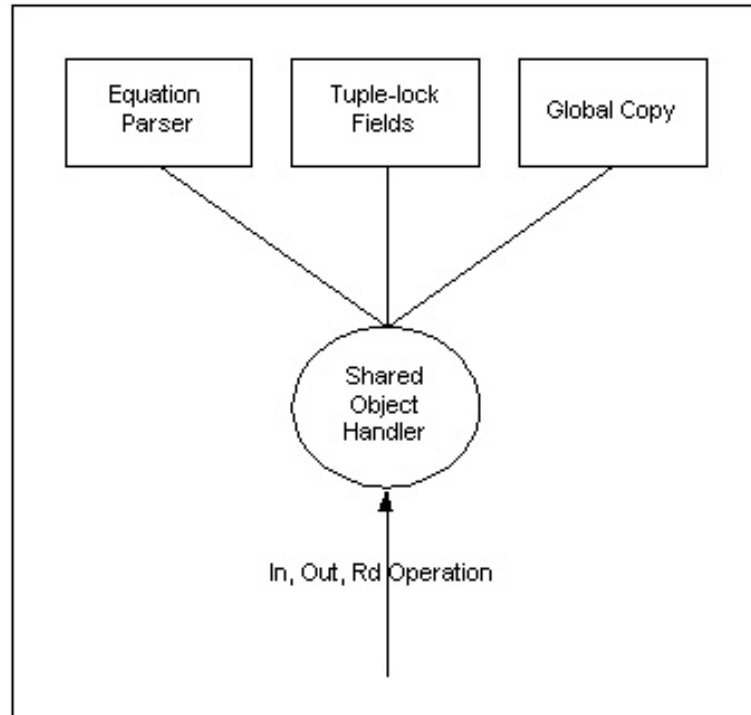 Equation
Parser
Tuple-lock
Fields
Global Copy
Shared
Object
Handler
In, Out, Rd Operation